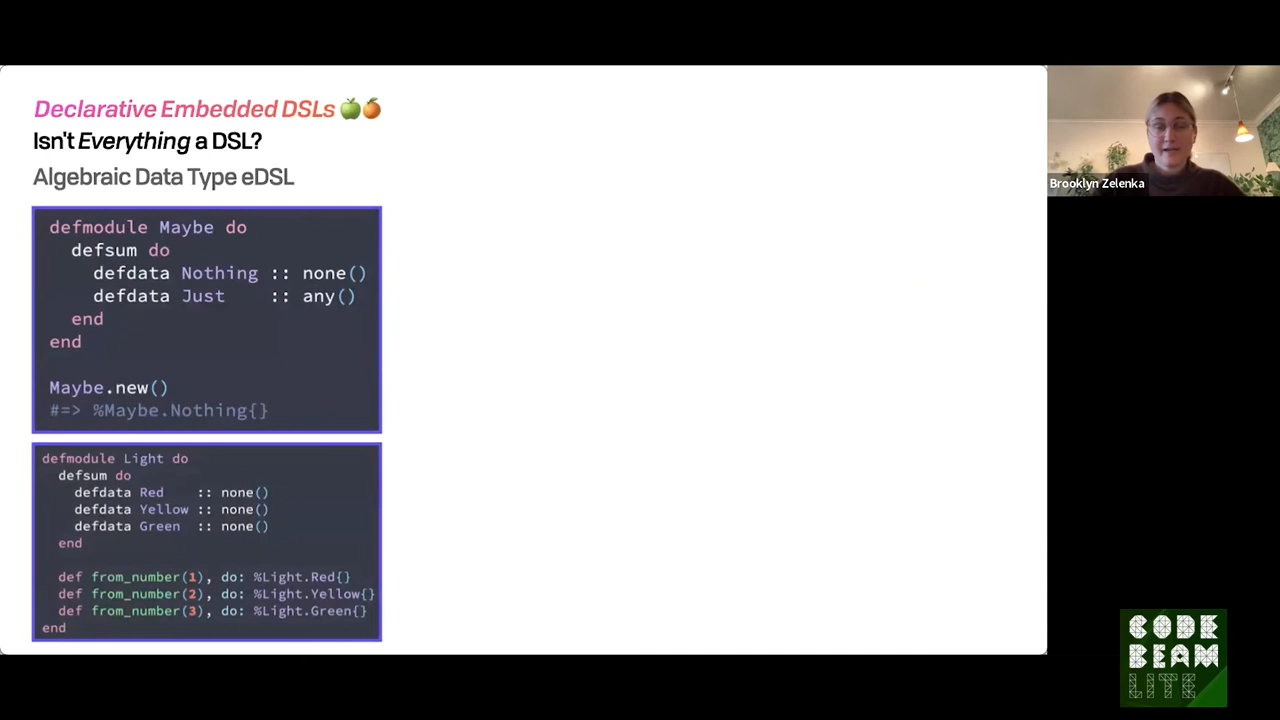 Declarative Embedded DSLs 🍏🍊
Isn't Everything a DSL?
Algebraic Data Type eDSL
defmodule Maybe do
  defsum do
    defdata Nothing :: none()
    defdata Just    :: any()
  end
end

Maybe.new()
#=> %Maybe.Nothing{}
defmodule Light do
  defsum do
    defdata Red    :: none()
    defdata Yellow :: none()
    defdata Green  :: none()
  end

  def from_number(1), do: %Light.Red{}
  def from_number(2), do: %Light.Yellow{}
  def from_number(3), do: %Light.Green{}
end
Brooklyn Zelenka
CODE
BEAM
LITE